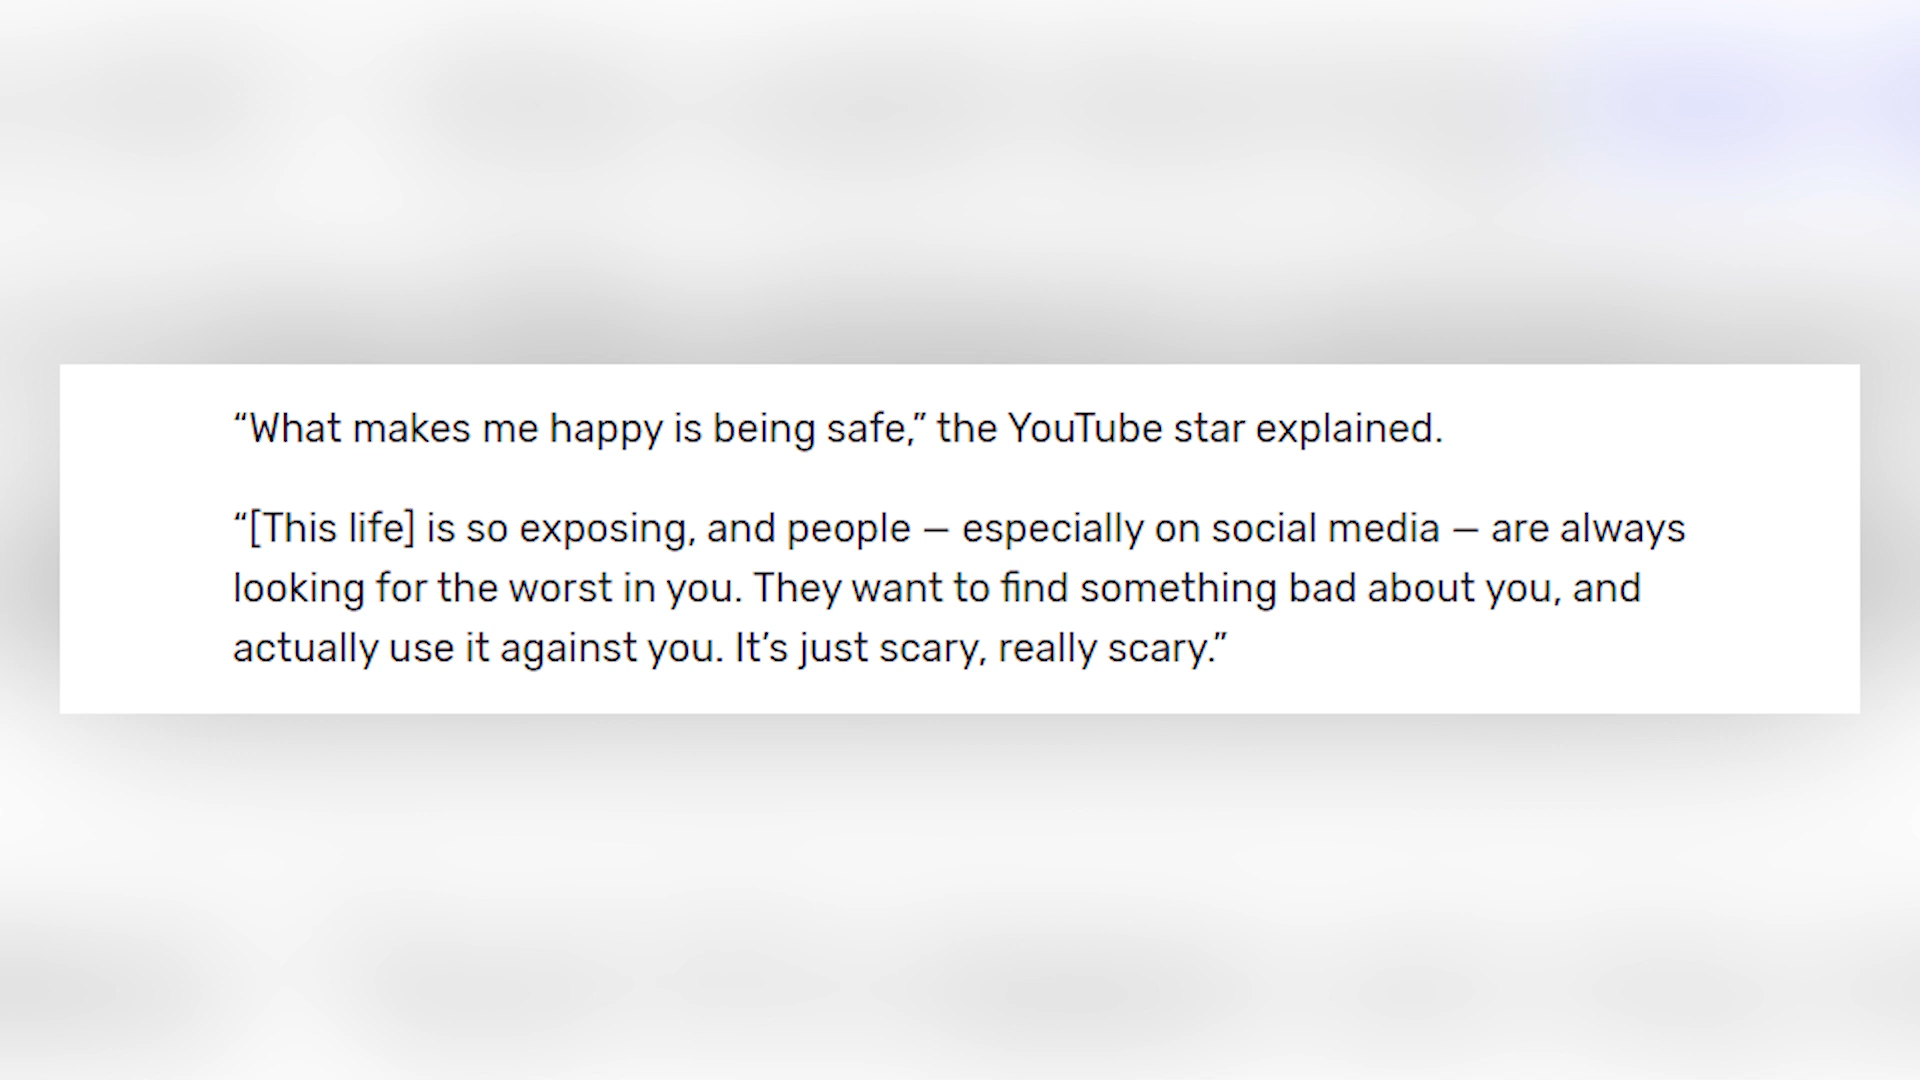 “What makes me happy is being safe,” the YouTube star explained.
“[This life] is so exposing, and people – especially on social media – are always
looking for the worst in you. They want to find something bad about you, and
actually use it against you. It’s just scary, really scary.”